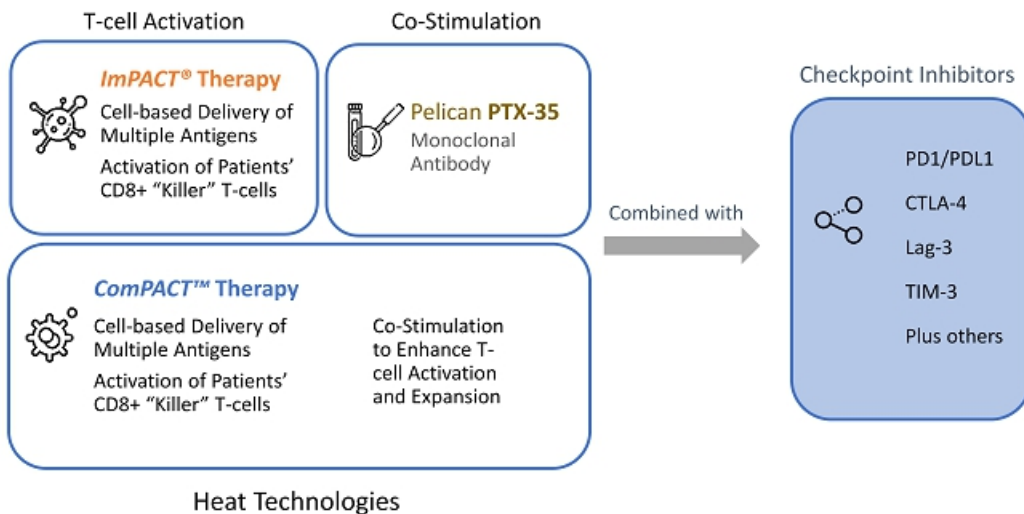 T-cell Activation
Co-Stimulation
ImPACT® Therapy
Cell-based Delivery of
Multiple Antigens
Activation of Patients’
CD8+ “Killer” T-cells
Pelican PTX-35
Monoclonal
Antibody
ComPACT™ Therapy
Cell-based Delivery of
Multiple Antigens
Activation of Patients’
CD8+ “Killer” T-cells
Co-Stimulation
to Enhance T-
cell Activation
and Expansion
Heat Technologies
Combined with
Checkpoint Inhibitors
PD1/PDL1
CTLA-4
Lag-3
TIM-3
Plus others